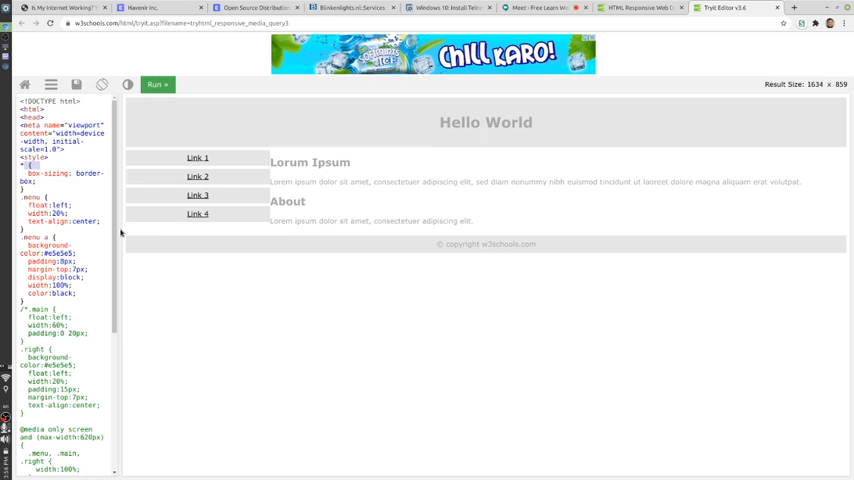 Is My Internet Working?
Havenir Inc.
Open Source Distribution
Blinkenlights.nl:Services
Windows 10: Install Telne
Meet - Free Learn Wo
HTML Responsive Web D
Tryit Editor v3.6
w3schools.com/html/tryit.asp?filename=tryhtml_responsive_media_query3
ICE
CHILL KARO!
Run »
Result Size: 1634 x 859
<!DOCTYPE html>
<html>
<head>
<meta name="viewport"
content="width=device
-width, initial-
scale=1.0">
<style>
* {
box-sizing: border-
box;
}
.menu {
float:left;
width:20%;
text-align:center;
}
.menu a {
background-
color:#e5e5e5;
padding:8px;
margin-top:7px;
display:block;
width:100%;
color:black;
}
/*.main {
float:left;
width:60%;
padding:0 20px;
}
.right {
background-
color:#e5e5e5;
float:left;
width:20%;
padding:15px;
margin-top:7px;
text-align:center;
}
@media only screen
and (max-width:620px)
{
.menu, .main,
.right {
width:100%;
Hello World
Link 1
Link 2
Link 3
Link 4
Lorum Ipsum
Lorem ipsum dolor sit amet, consectetuer adipiscing elit, sed diam nonummy nibh euismod tincidunt ut laoreet dolore magna aliquam erat volutpat.
About
Lorem ipsum dolor sit amet, consectetuer adipiscing elit.
© copyright w3schools.com
3:56 PM